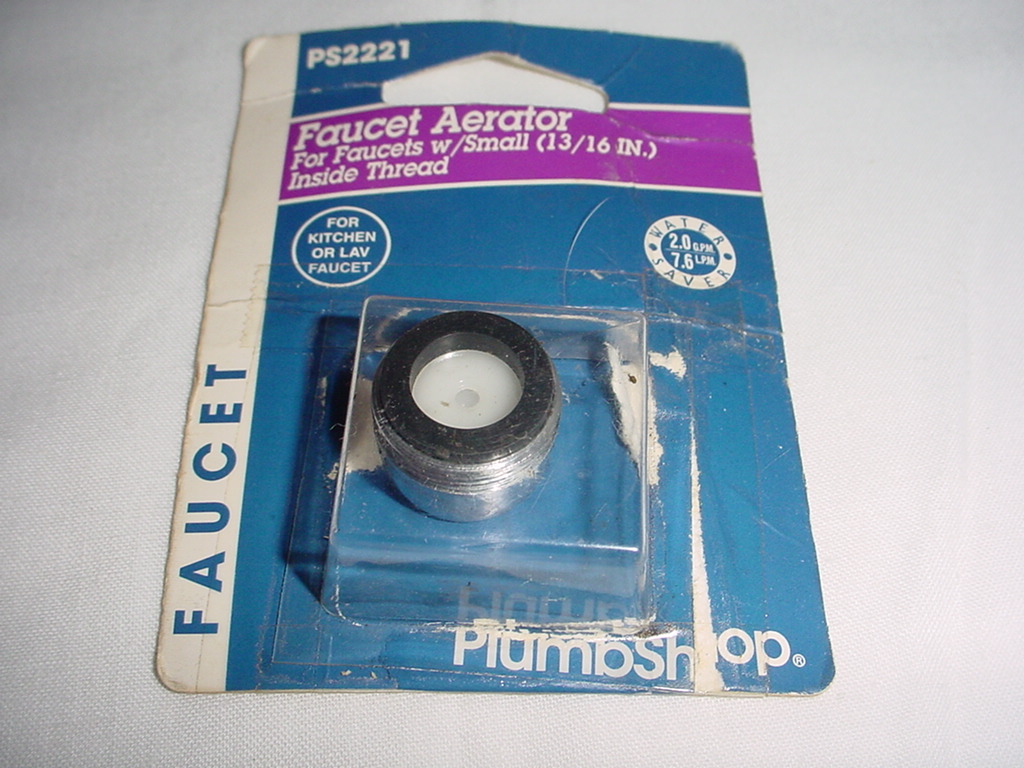 PS2221
Faucet Aerator
For Faucets w/Small (13/16 IN.)
Inside Thread
FOR
KITCHEN
OR LAV
FAUCET
WATER
2.0 G.P.M.
7.6 L.P.M.
SAVER
FAUCET
PlumbShop®